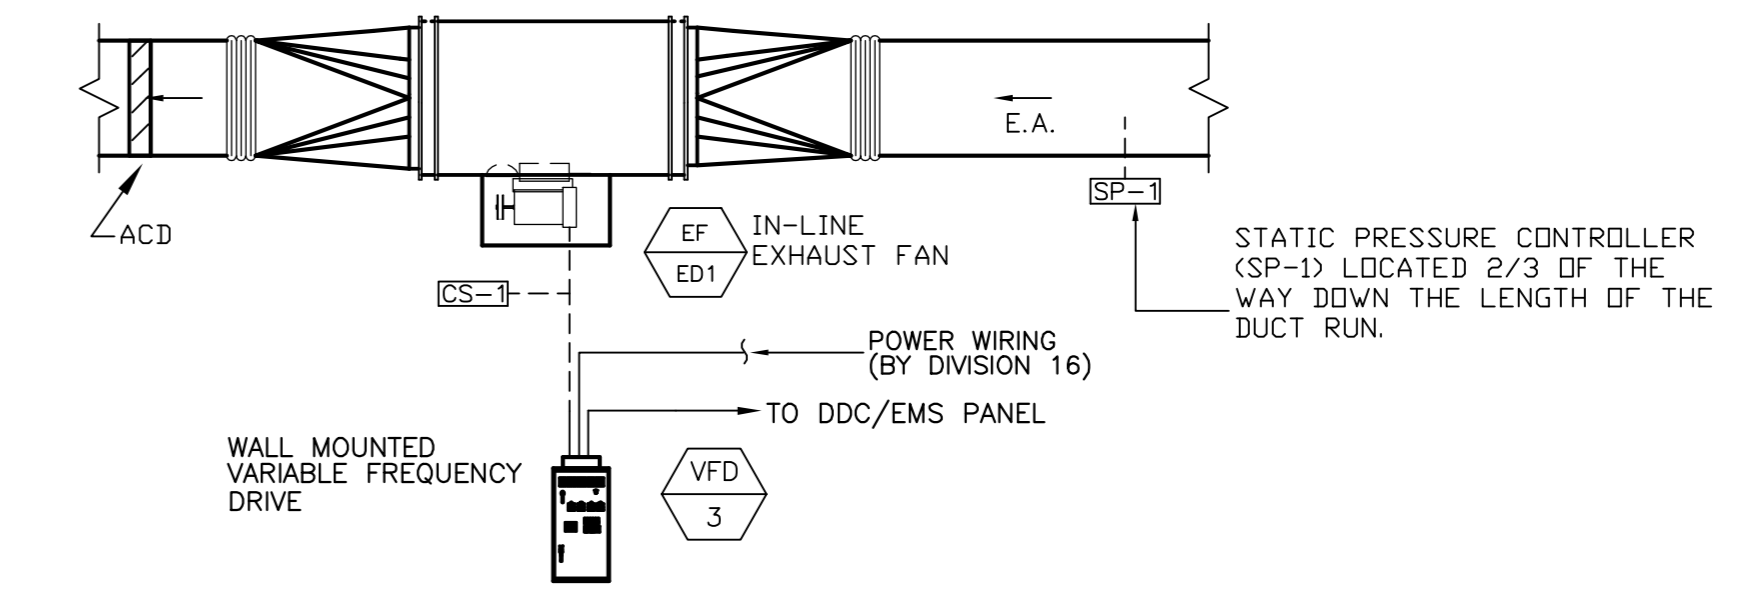 E.A.
SP-1
ACD
EF
ED1
IN-LINE
EXHAUST FAN
STATIC PRESSURE CONTROLLER
(SP-1) LOCATED 2/3 OF THE
WAY DOWN THE LENGTH OF THE
DUCT RUN.
CS-1
POWER WIRING
(BY DIVISION 16)
TO DDC/EMS PANEL
WALL MOUNTED
VARIABLE FREQUENCY
DRIVE
VFD
3